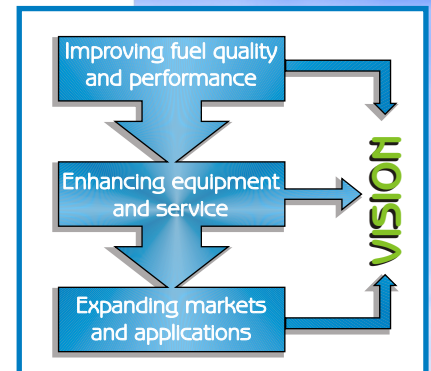 Improving fuel quality
and performance
Enhancing equipment
and service
Expanding markets
and applications
VISION